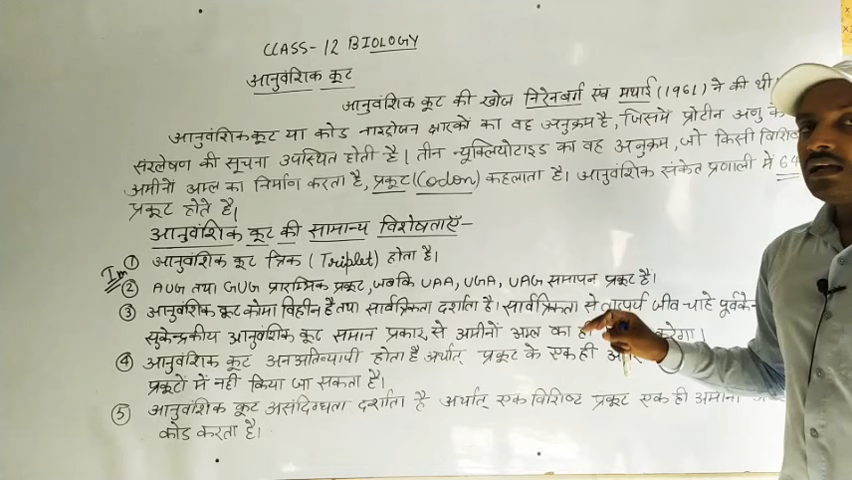 CLASS-12 BIOLOGY
आनुवंशिक कूट
आनुवंशिक कूट की खोज निरेनबर्ग एवं मथाई (1961) ने की थी।
आनुवंशिककूट या कोड नाइट्रोजन क्षारकों का वह अनुक्रम है, जिसमें प्रोटीन अणु के
संश्लेषण की सूचना उपस्थित होती है। तीन न्यूक्लियोटाइड का वह अनुक्रम, जो किसी
अमीनो अम्ल का निर्माण करता है, प्रकूट (Codon) कहलाता है। आनुवंशिक संकेत प्रणाली में 64
प्रकूट होते है।
आनुवंशिक कूट की सामान्य विशेषताएँ-
① आनुवंशिक कूट त्रिक (Triplet) होता है।
Im ② AUG तथा GUG प्रारम्भिक प्रकूट, जबकि UAA, UGA, UAG समापन प्रकूट है।
③ आनुवंशिक कूट कोमा विहीन है तथा सार्वत्रिकता दर्शाता है। सार्वत्रिकता से तात्पर्य जीव चाहे
सुकेन्द्रकीय आनुवंशिक कूट समान प्रकार से अमीनो अम्ल का ही करेगा।
④ आनुवंशिक कूट अनअतिव्यापी होता है अर्थात् प्रकूट के एक ही
प्रकूटों में नहीं किया जा सकता है।
⑤ आनुवंशिक कूट असंदिग्धता दर्शाता है अर्थात् एक विशिष्ट प्रकूट एक ही अमीनो
कोड करता है।